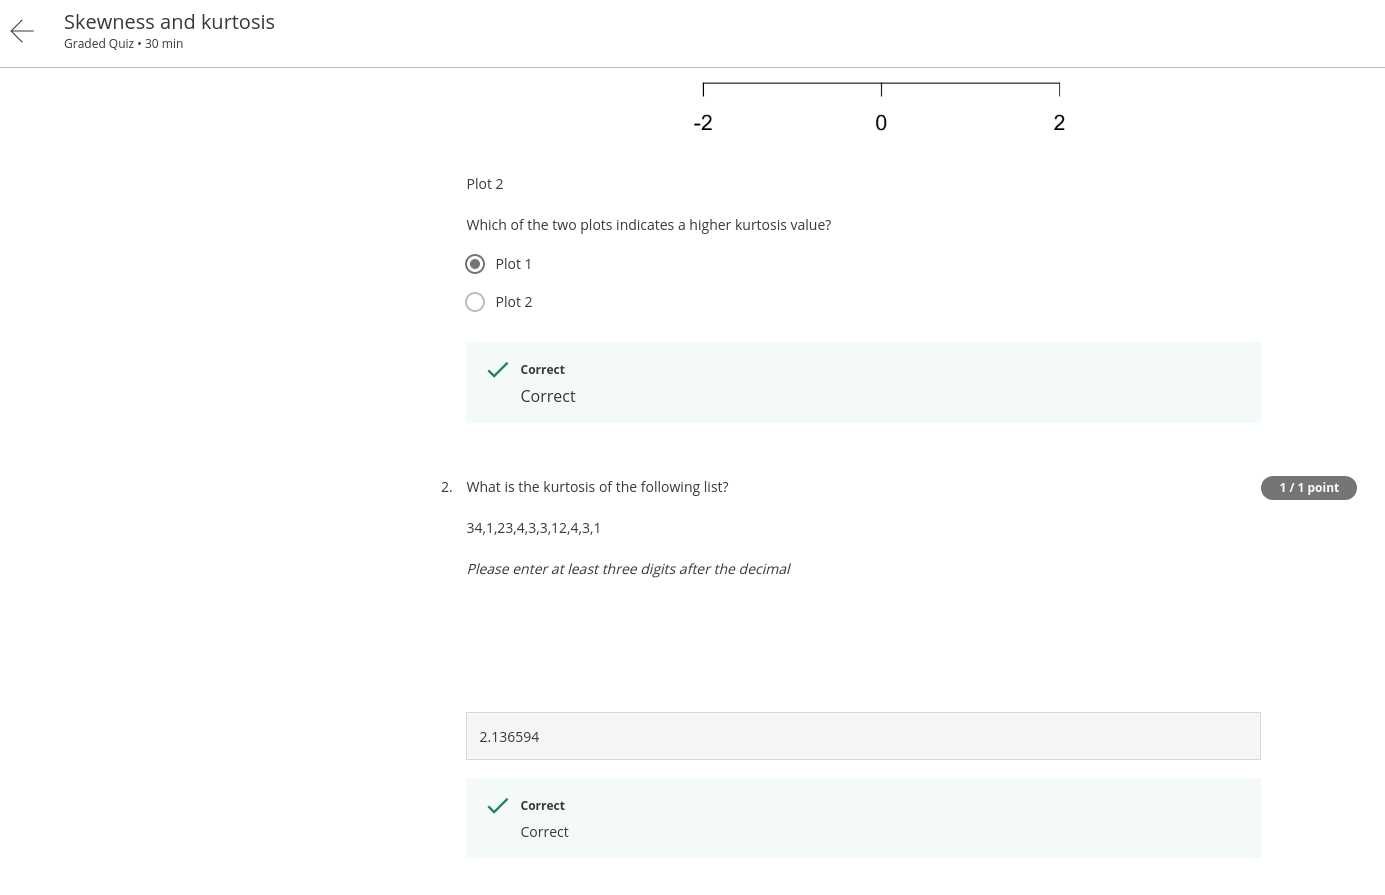 Skewness and kurtosis
Graded Quiz • 30 min
-2 0 2
Plot 2
Which of the two plots indicates a higher kurtosis value?
Plot 1
Plot 2
Correct
Correct
2. What is the kurtosis of the following list?
1 / 1 point
34,1,23,4,3,3,12,4,3,1
Please enter at least three digits after the decimal
2.136594
Correct
Correct